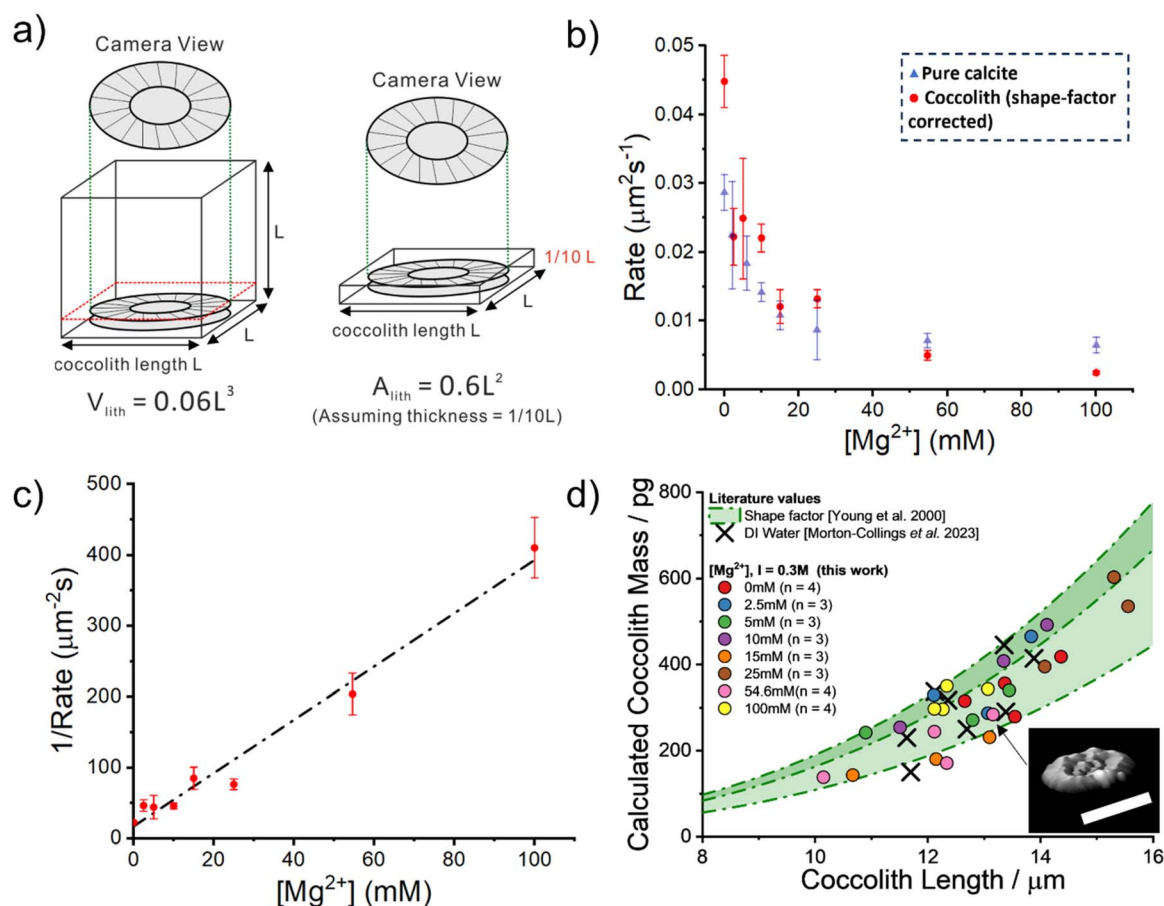 a)
Camera View
Camera View
L
L
coccolith length L
1/10 L
L
coccolith length L
V_lith = 0.06L³
A_lith = 0.6L²
(Assuming thickness = 1/10L)
b)
Pure calcite
Coccolith (shape-factor
corrected)
Rate (μm²s⁻¹)
0.05
0.04
0.03
0.02
0.01
0.00
0 20 40 60 80 100
[Mg²⁺] (mM)
c)
1/Rate (μm⁻²s)
500
400
300
200
100
0
0 20 40 60 80 100
[Mg²⁺] (mM)
d)
Calculated Coccolith Mass / pg
800
600
400
200
0
Literature values
Shape factor [Young et al. 2000]
DI Water [Morton-Collings et al. 2023]
[Mg²⁺], I = 0.3M (this work)
0mM (n = 4)
2.5mM (n = 3)
5mM (n = 3)
10mM (n = 3)
15mM (n = 3)
25mM (n = 3)
54.6mM (n = 4)
100mM (n = 4)
8 10 12 14 16
Coccolith Length / μm